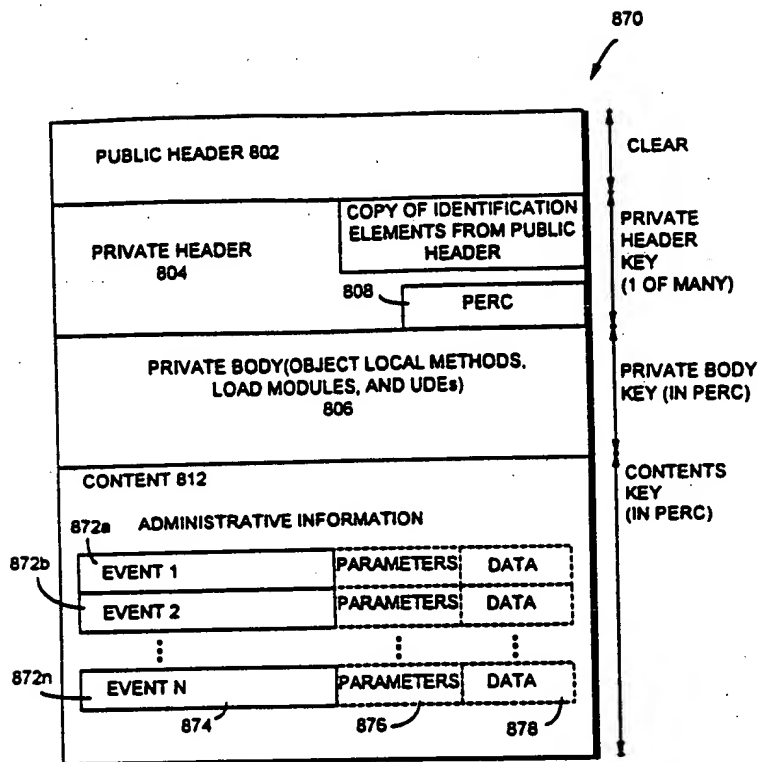 870
PUBLIC HEADER 802
CLEAR
PRIVATE HEADER
804
COPY OF IDENTIFICATION
ELEMENTS FROM PUBLIC
HEADER
808
PERC
PRIVATE
HEADER
KEY
(1 OF MANY)
PRIVATE BODY(OBJECT LOCAL METHODS,
LOAD MODULES, AND UDEs)
806
PRIVATE BODY
KEY (IN PERC)
CONTENT 812
CONTENTS
KEY
(IN PERC)
ADMINISTRATIVE INFORMATION
872a
EVENT 1 PARAMETERS DATA
872b
EVENT 2 PARAMETERS DATA
872n
EVENT N PARAMETERS DATA
874 876 878